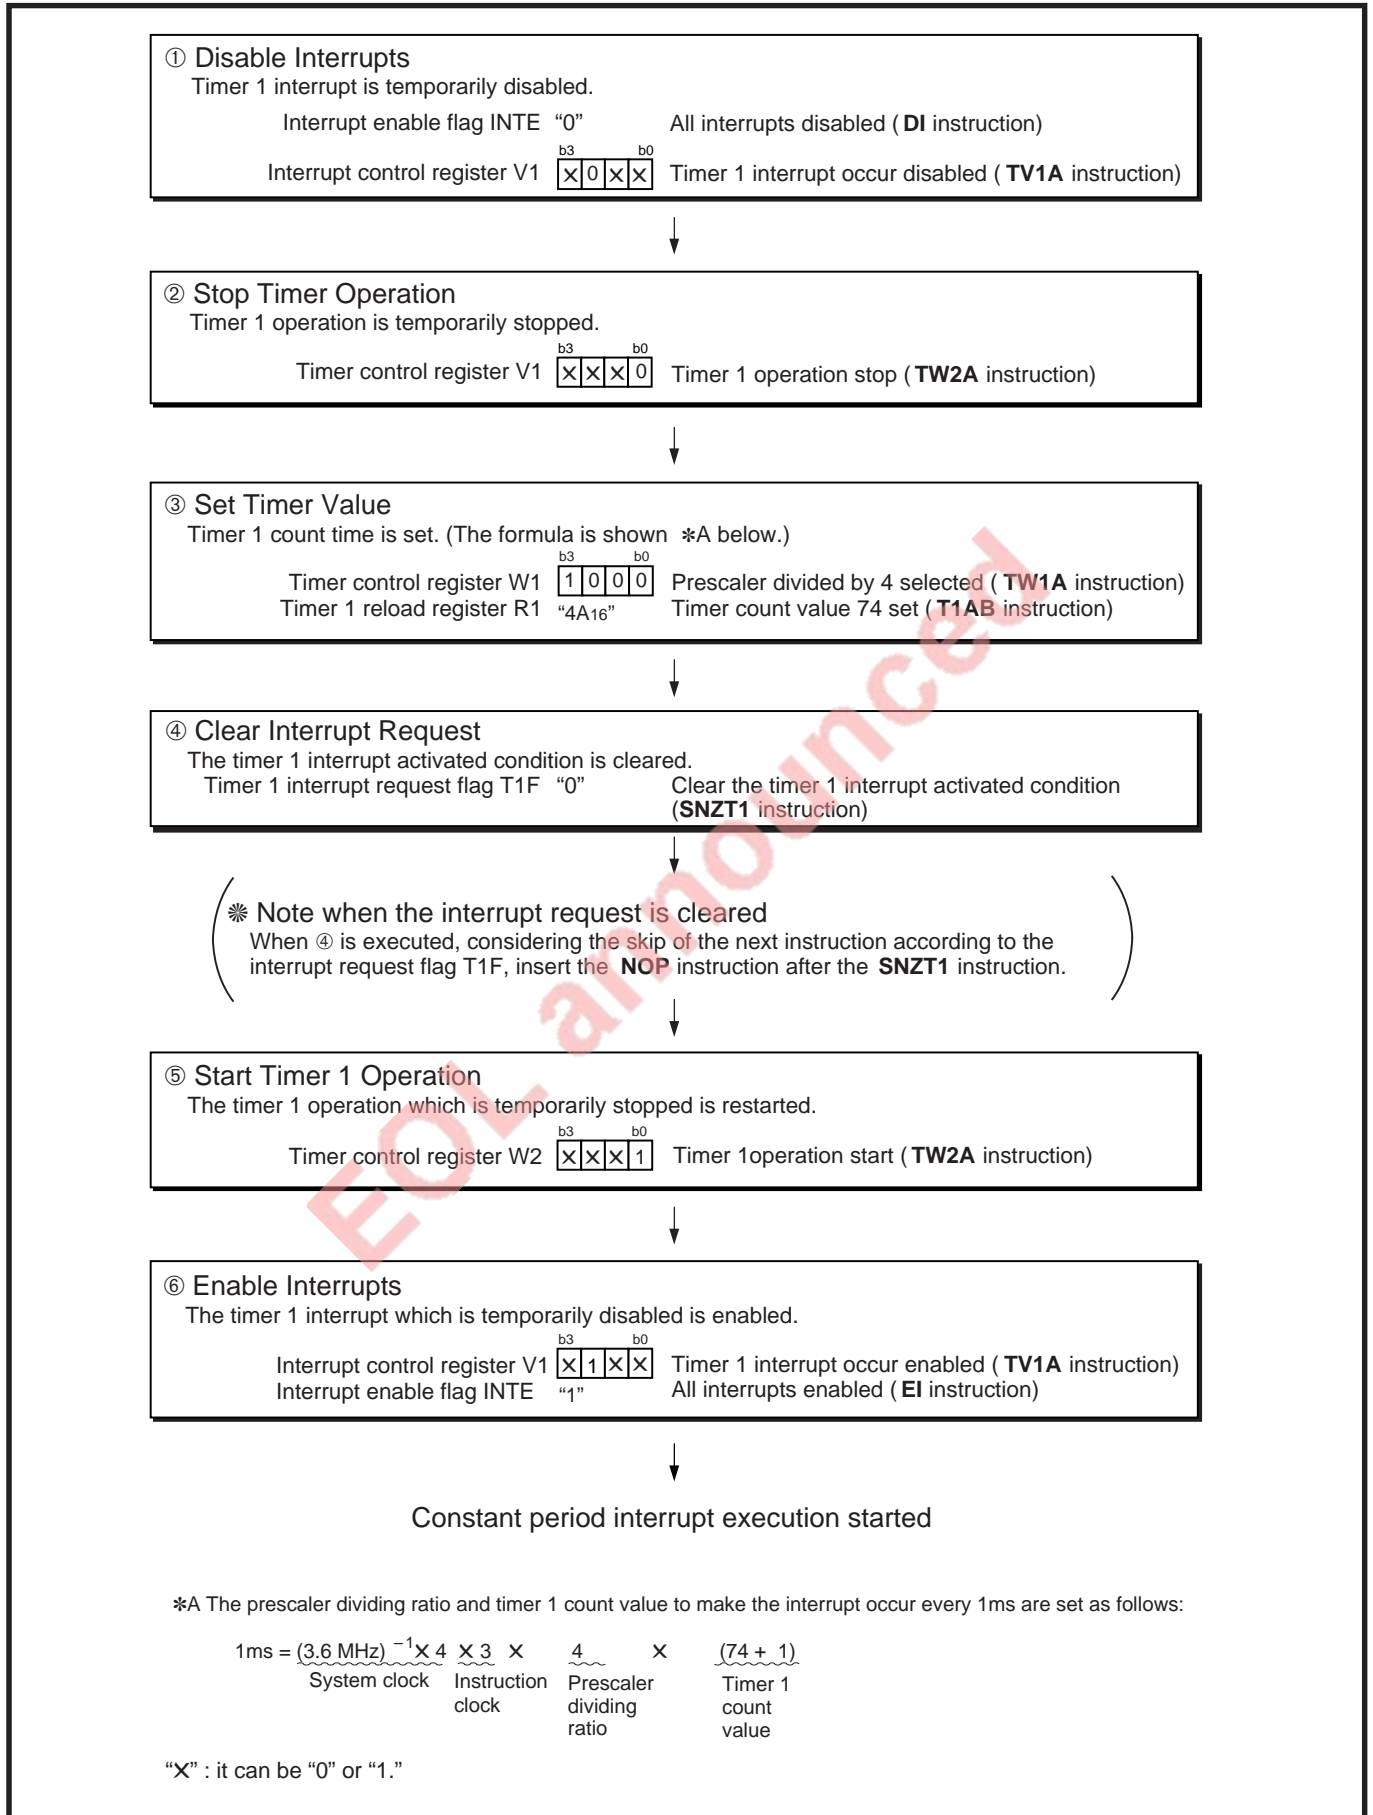 ① Disable Interrupts
Timer 1 interrupt is temporarily disabled.
Interrupt enable flag INTE “0” All interrupts disabled ( DI instruction)
b3 b0
Interrupt control register V1 ✕ 0 ✕ ✕ Timer 1 interrupt occur disabled ( TV1A instruction)
② Stop Timer Operation
Timer 1 operation is temporarily stopped.
b3 b0
Timer control register V1 ✕ ✕ ✕ 0 Timer 1 operation stop ( TW2A instruction)
③ Set Timer Value
Timer 1 count time is set. (The formula is shown ✻A below.)
b3 b0
Timer control register W1 1 0 0 0 Prescaler divided by 4 selected ( TW1A instruction)
Timer 1 reload register R1 “4A16” Timer count value 74 set ( T1AB instruction)
④ Clear Interrupt Request
The timer 1 interrupt activated condition is cleared.
Timer 1 interrupt request flag T1F “0” Clear the timer 1 interrupt activated condition
(SNZT1 instruction)
❋ Note when the interrupt request is cleared
When ④ is executed, considering the skip of the next instruction according to the
interrupt request flag T1F, insert the NOP instruction after the SNZT1 instruction.
⑤ Start Timer 1 Operation
The timer 1 operation which is temporarily stopped is restarted.
b3 b0
Timer control register W2 ✕ ✕ ✕ 1 Timer 1operation start ( TW2A instruction)
⑥ Enable Interrupts
The timer 1 interrupt which is temporarily disabled is enabled.
b3 b0
Interrupt control register V1 ✕ 1 ✕ ✕ Timer 1 interrupt occur enabled ( TV1A instruction)
Interrupt enable flag INTE “1” All interrupts enabled ( EI instruction)
Constant period interrupt execution started
✻A The prescaler dividing ratio and timer 1 count value to make the interrupt occur every 1ms are set as follows:
1ms = (3.6 MHz) –1 ✕ 4 ✕ 3 ✕ 4 ✕ (74 + 1)
System clock Instruction Prescaler Timer 1
clock dividing count
ratio value
“✕” : it can be “0” or “1.”
EOL announced